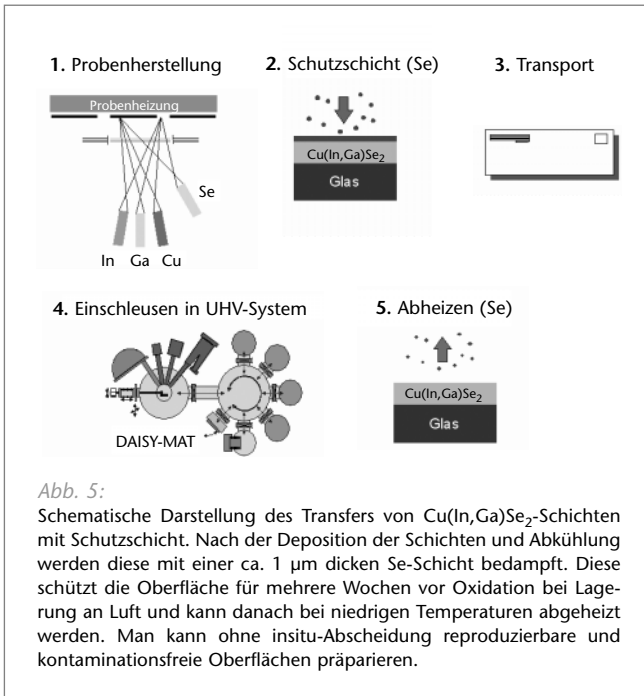 1. Probenherstellung
2. Schutzschicht (Se)
3. Transport
Probenheizung
Se
In Ga Cu
Cu(In,Ga)Se₂
Glas
4. Einschleusen in UHV-System
5. Abheizen (Se)
DAISY-MAT
Cu(In,Ga)Se₂
Glas
Abb. 5:
Schematische Darstellung des Transfers von Cu(In,Ga)Se₂-Schichten
mit Schutzschicht. Nach der Deposition der Schichten und Abkühlung
werden diese mit einer ca. 1 µm dicken Se-Schicht bedampft. Diese
schützt die Oberfläche für mehrere Wochen vor Oxidation bei Lage-
rung an Luft und kann danach bei niedrigen Temperaturen abgeheizt
werden. Man kann ohne insitu-Abscheidung reproduzierbare und
kontaminationsfreie Oberflächen präparieren.